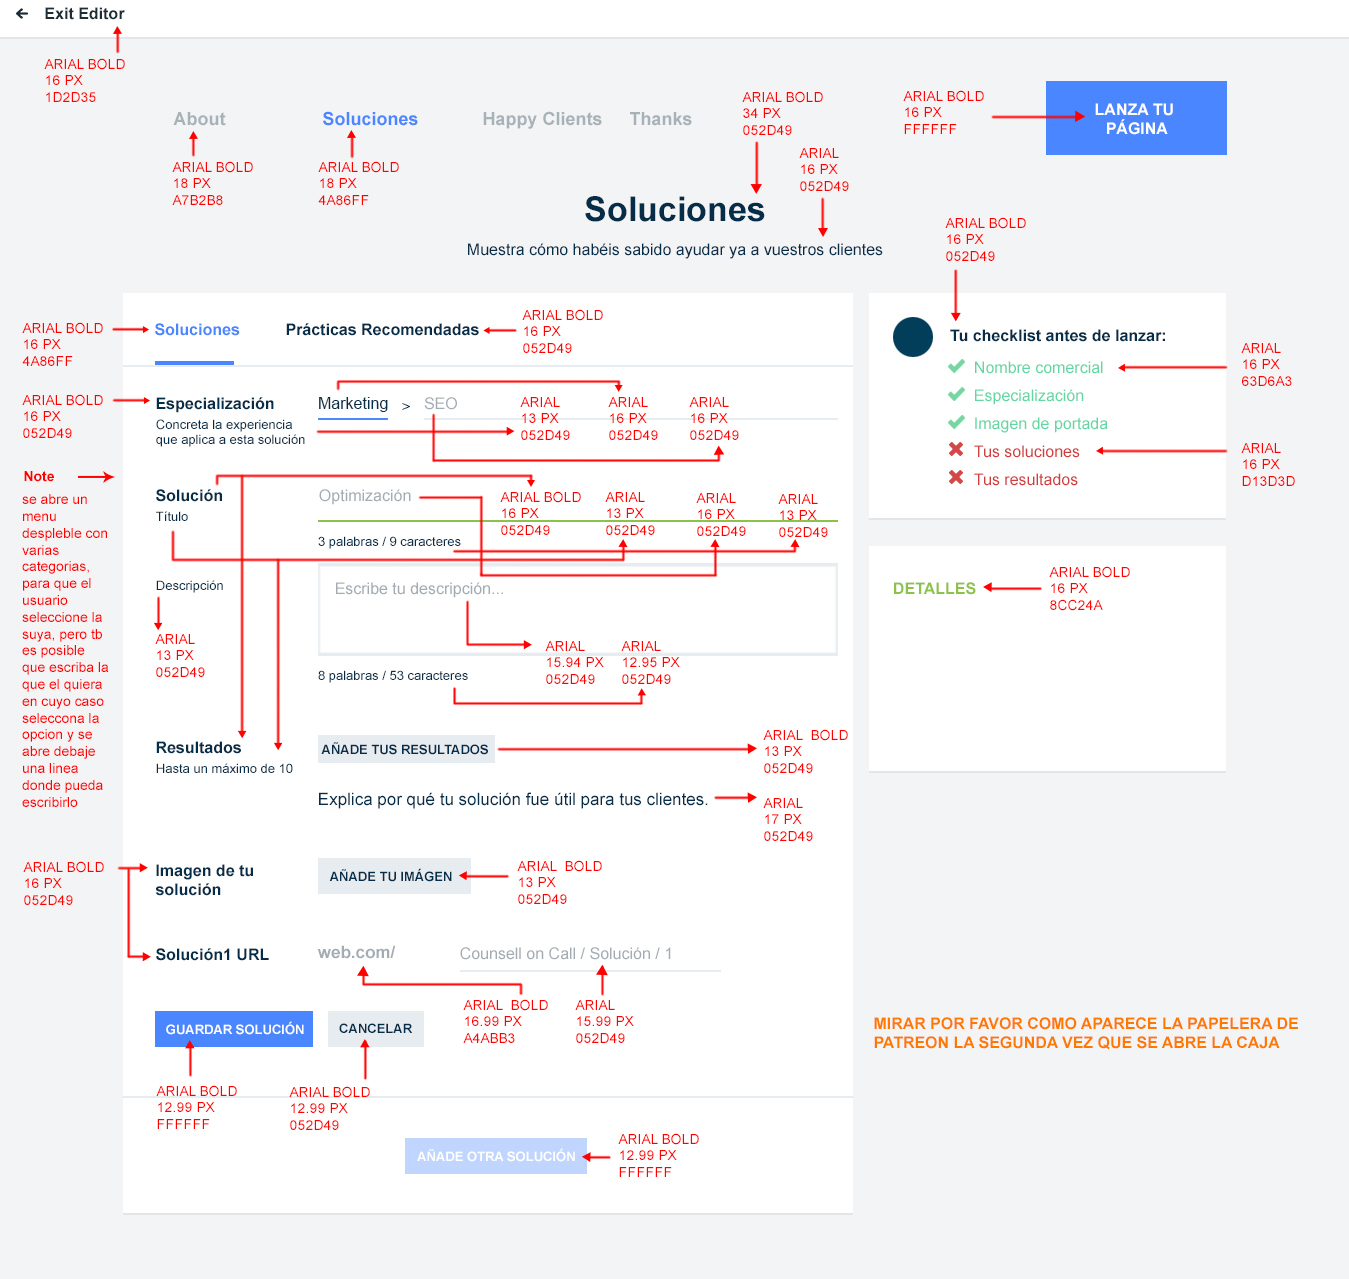 Exit Editor
ARIAL BOLD
16 PX
1D2D35
About
Soluciones
Happy Clients
Thanks
ARIAL BOLD
18 PX
A7B2B8
ARIAL BOLD
18 PX
4A86FF
ARIAL BOLD
34 PX
052D49
ARIAL
16 PX
052D49
ARIAL BOLD
16 PX
FFFFFF
LANZA TU
PÁGINA
Soluciones
Muestra cómo habéis sabido ayudar ya a vuestros clientes
ARIAL BOLD
16 PX
052D49
ARIAL BOLD
16 PX
4A86FF
Soluciones
Prácticas Recomendadas
ARIAL BOLD
16 PX
052D49
Tu checklist antes de lanzar:
Nombre comercial
Especialización
Imagen de portada
Tus soluciones
Tus resultados
ARIAL
16 PX
63D6A3
ARIAL
16 PX
D13D3D
ARIAL BOLD
16 PX
052D49
Especialización
Concreta la experiencia
que aplica a esta solución
Marketing > SEO
ARIAL
13 PX
052D49
ARIAL
16 PX
052D49
ARIAL
16 PX
052D49
Note
se abre un
menu
despleble con
varias
categorias,
para que el
usuario
seleccione la
suya, pero tb
es posible
que escriba la
que el quiera
en cuyo caso
seleccona la
opcion y se
abre debaje
una linea
donde pueda
escribirlo
Solución
Título
Optimización
ARIAL BOLD
16 PX
052D49
ARIAL
13 PX
052D49
ARIAL
16 PX
052D49
ARIAL
13 PX
052D49
3 palabras / 9 caracteres
Descripción
ARIAL
13 PX
052D49
Escribe tu descripción...
ARIAL
15.94 PX
052D49
ARIAL
12.95 PX
052D49
8 palabras / 53 caracteres
DETALLES
ARIAL BOLD
16 PX
8CC24A
Resultados
Hasta un máximo de 10
AÑADE TUS RESULTADOS
ARIAL BOLD
13 PX
052D49
Explica por qué tu solución fue útil para tus clientes.
ARIAL
17 PX
052D49
ARIAL BOLD
16 PX
052D49
Imagen de tu
solución
AÑADE TU IMÁGEN
ARIAL BOLD
13 PX
052D49
Solución1 URL
web.com/
Counsell on Call / Solución / 1
ARIAL BOLD
16.99 PX
A4ABB3
ARIAL
15.99 PX
052D49
GUARDAR SOLUCIÓN
CANCELAR
MIRAR POR FAVOR COMO APARECE LA PAPELERA DE
PATREON LA SEGUNDA VEZ QUE SE ABRE LA CAJA
ARIAL BOLD
12.99 PX
FFFFFF
ARIAL BOLD
12.99 PX
052D49
AÑADE OTRA SOLUCIÓN
ARIAL BOLD
12.99 PX
FFFFFF